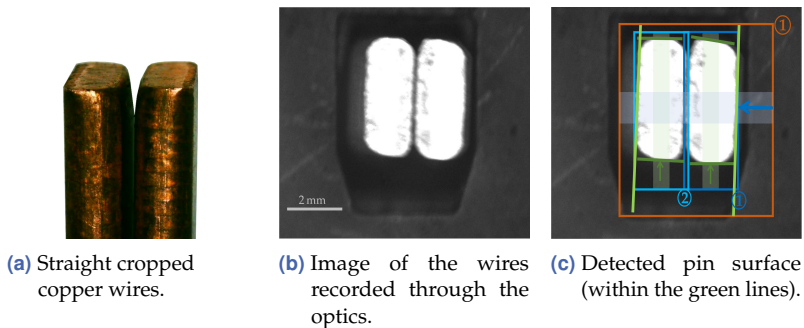 2 mm
①
②
①
(a) Straight cropped
copper wires.
(b) Image of the wires
recorded through the
optics.
(c) Detected pin surface
(within the green lines).